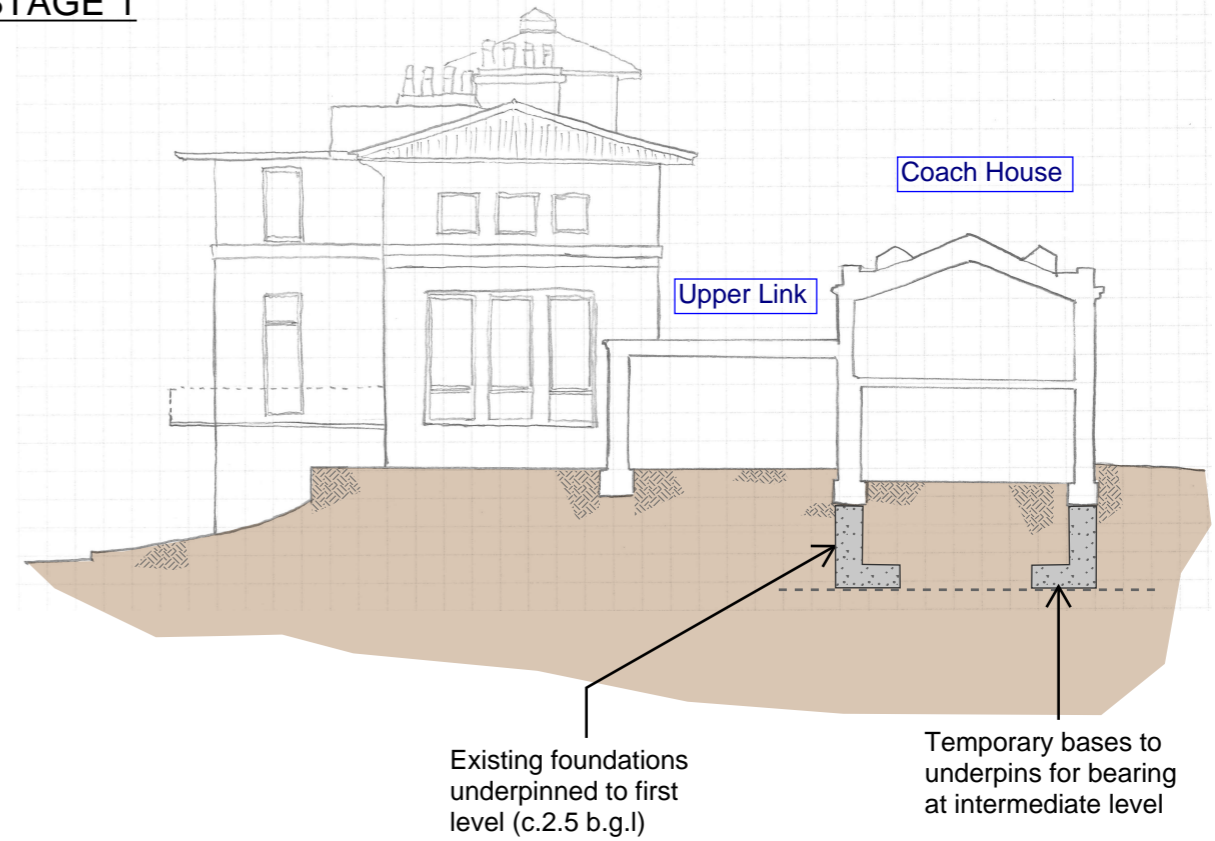 STAGE 1
Coach House
Upper Link
Existing foundations
underpinned to first
level (c.2.5 b.g.l)
Temporary bases to
underpins for bearing
at intermediate level